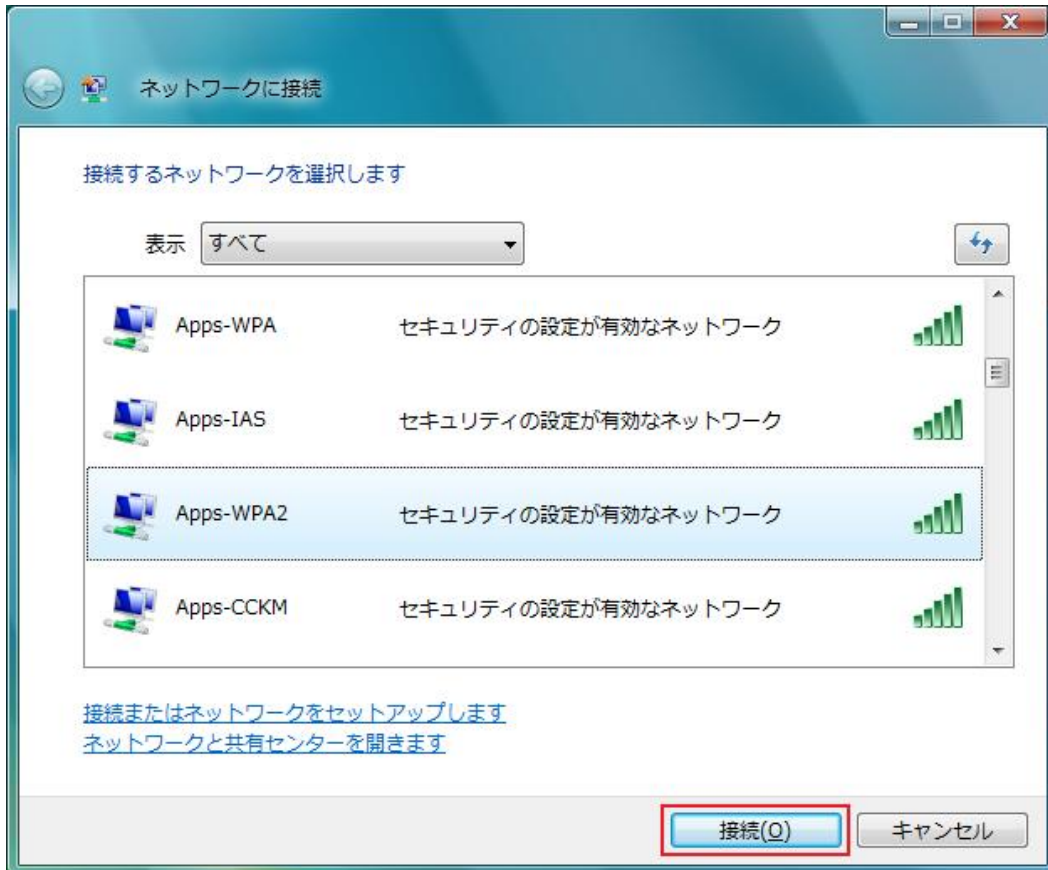 ネットワークに接続
接続するネットワークを選択します
表示 すべて
Apps-WPA セキュリティの設定が有効なネットワーク
Apps-IAS セキュリティの設定が有効なネットワーク
Apps-WPA2 セキュリティの設定が有効なネットワーク
Apps-CCKM セキュリティの設定が有効なネットワーク
接続またはネットワークをセットアップします
ネットワークと共有センターを開きます
接続(O) キャンセル